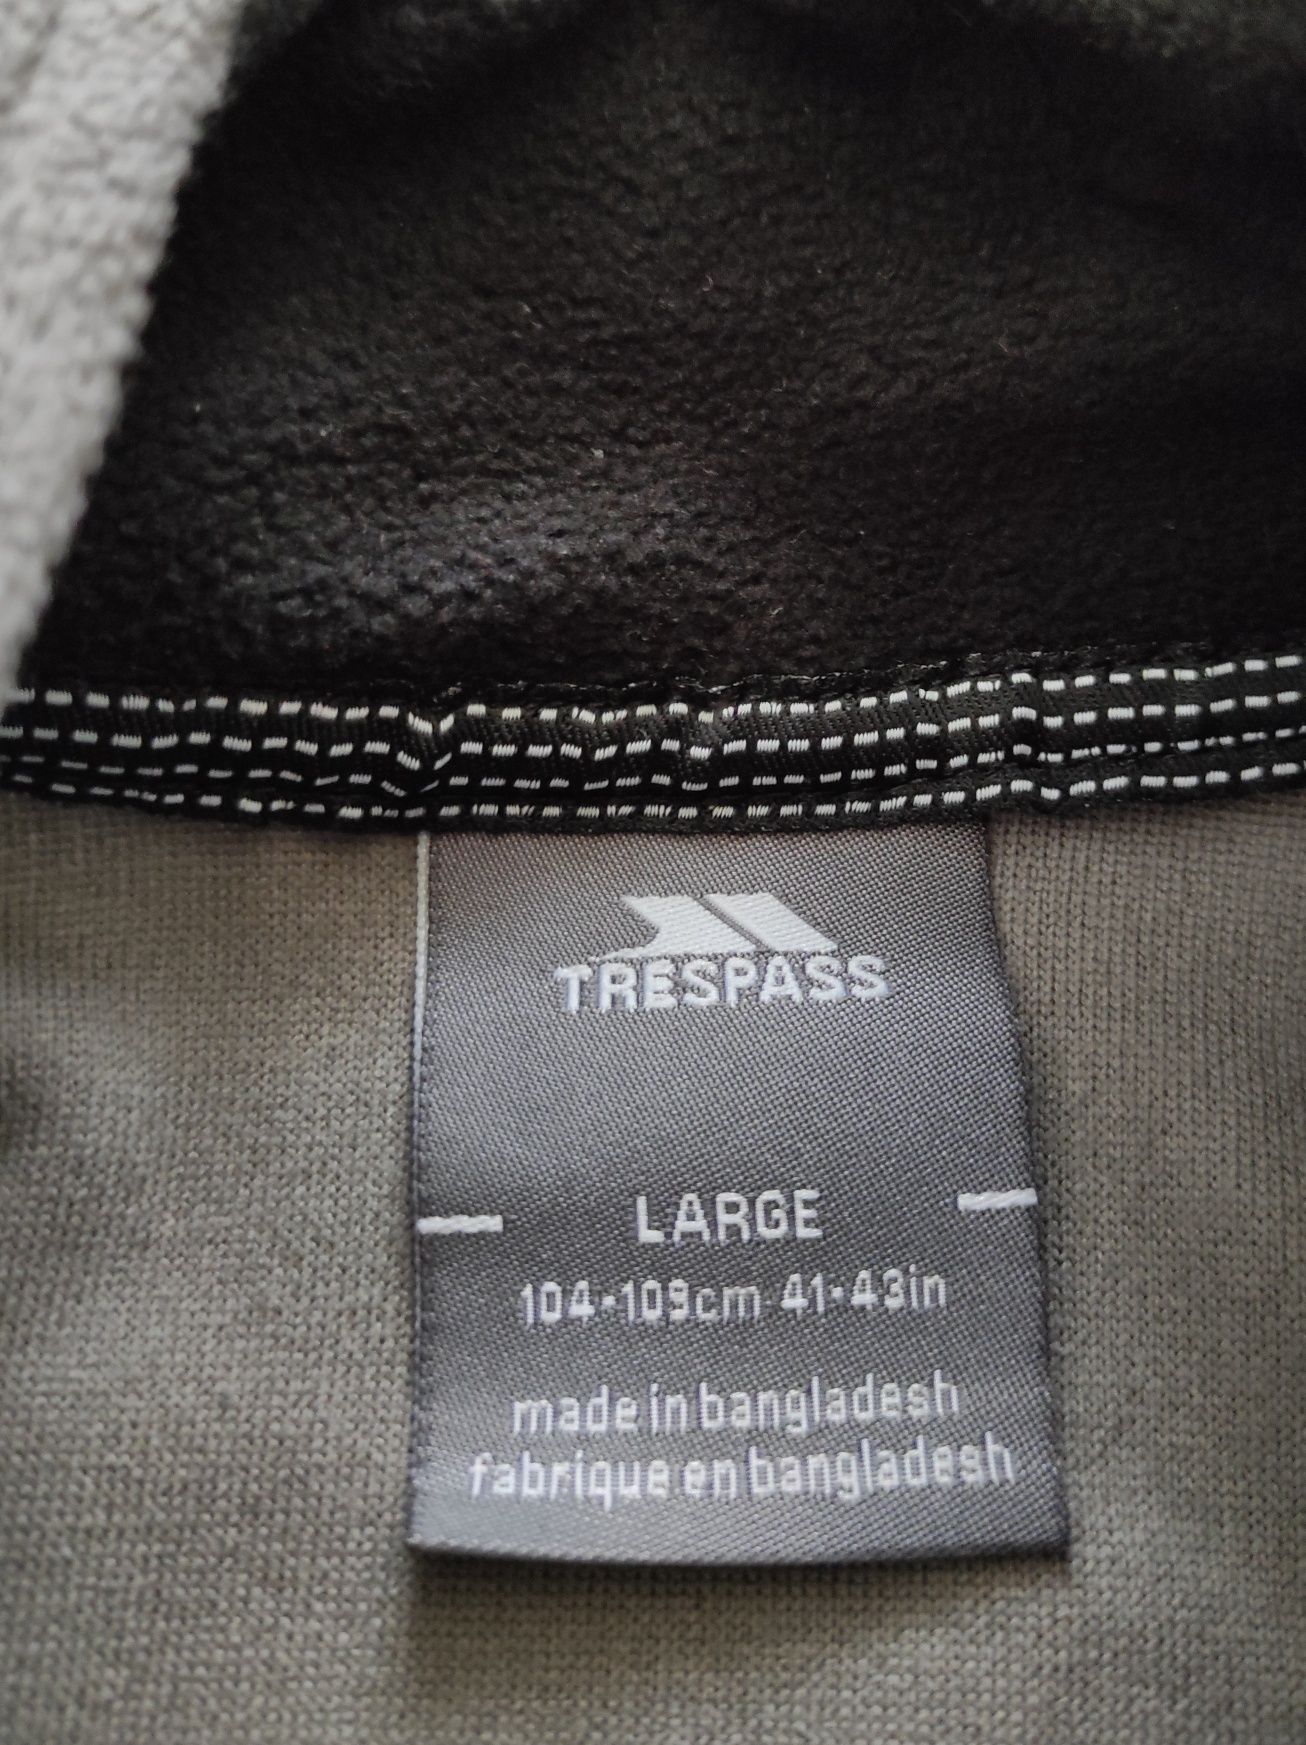 TRESPASS
LARGE
104-109cm 41-43in
made in bangladesh
fabrique en bangladesh